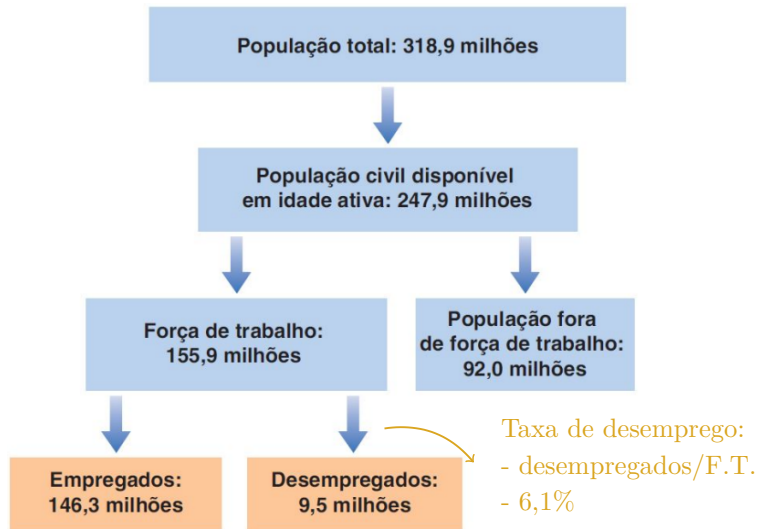 População total: 318,9 milhões
População civil disponível
em idade ativa: 247,9 milhões
Força de trabalho:
155,9 milhões
População fora
de força de trabalho:
92,0 milhões
Empregados:
146,3 milhões
Desempregados:
9,5 milhões
Taxa de desemprego:
- desempregados/F.T.
- 6,1%